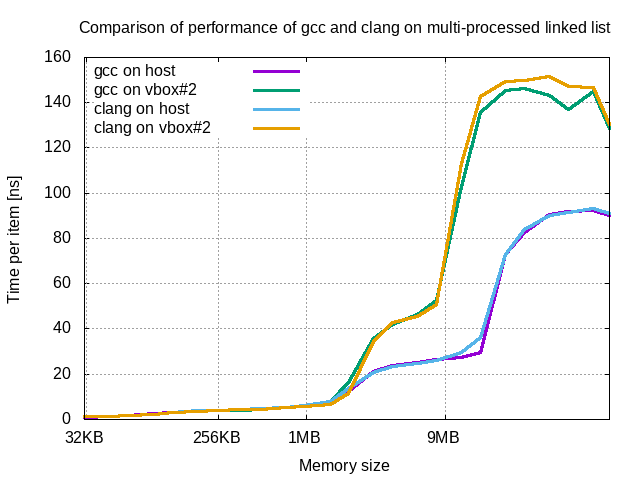 Comparison of performance of gcc and clang on multi-processed linked list
160
140
120
100
80
60
40
20
0
gcc on host
gcc on vbox#2
clang on host
clang on vbox#2
Time per item [ns]
32KB 256KB 1MB 9MB
Memory size